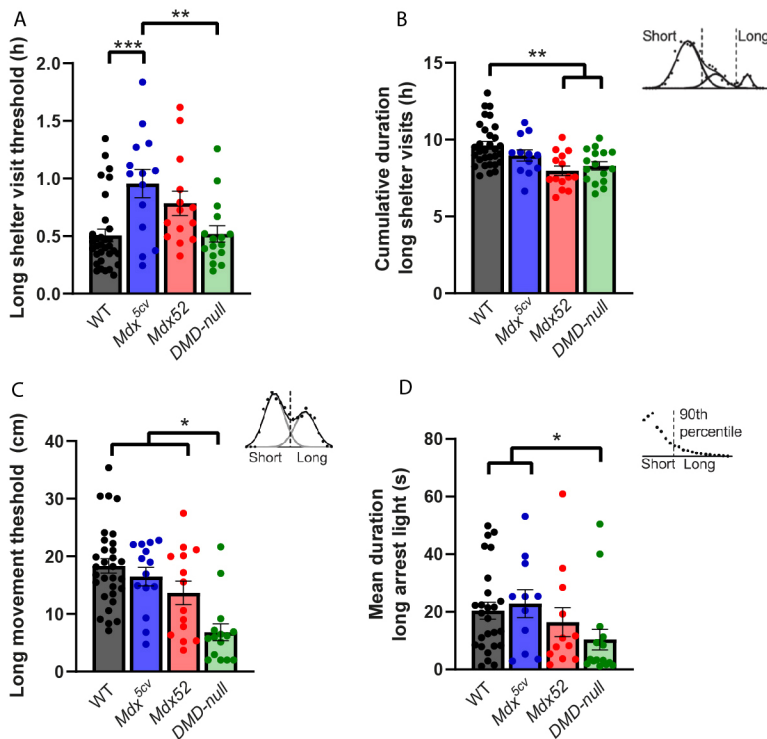 A
Long shelter visit threshold (h)
2.0
1.5
1.0
0.5
0.0
***
**
WT
Mdx5cv
Mdx52
DMD-null
B
Cumulative duration
long shelter visits (h)
15
10
5
0
**
WT
Mdx5cv
Mdx52
DMD-null
Short
Long
C
Long movement theshold (cm)
40
30
20
10
0
*
WT
Mdx5cv
Mdx52
DMD-null
Short
Long
D
Mean duration
long arrest light (s)
80
60
40
20
0
*
WT
Mdx5cv
Mdx52
DMD-null
90th
percentile
Short
Long